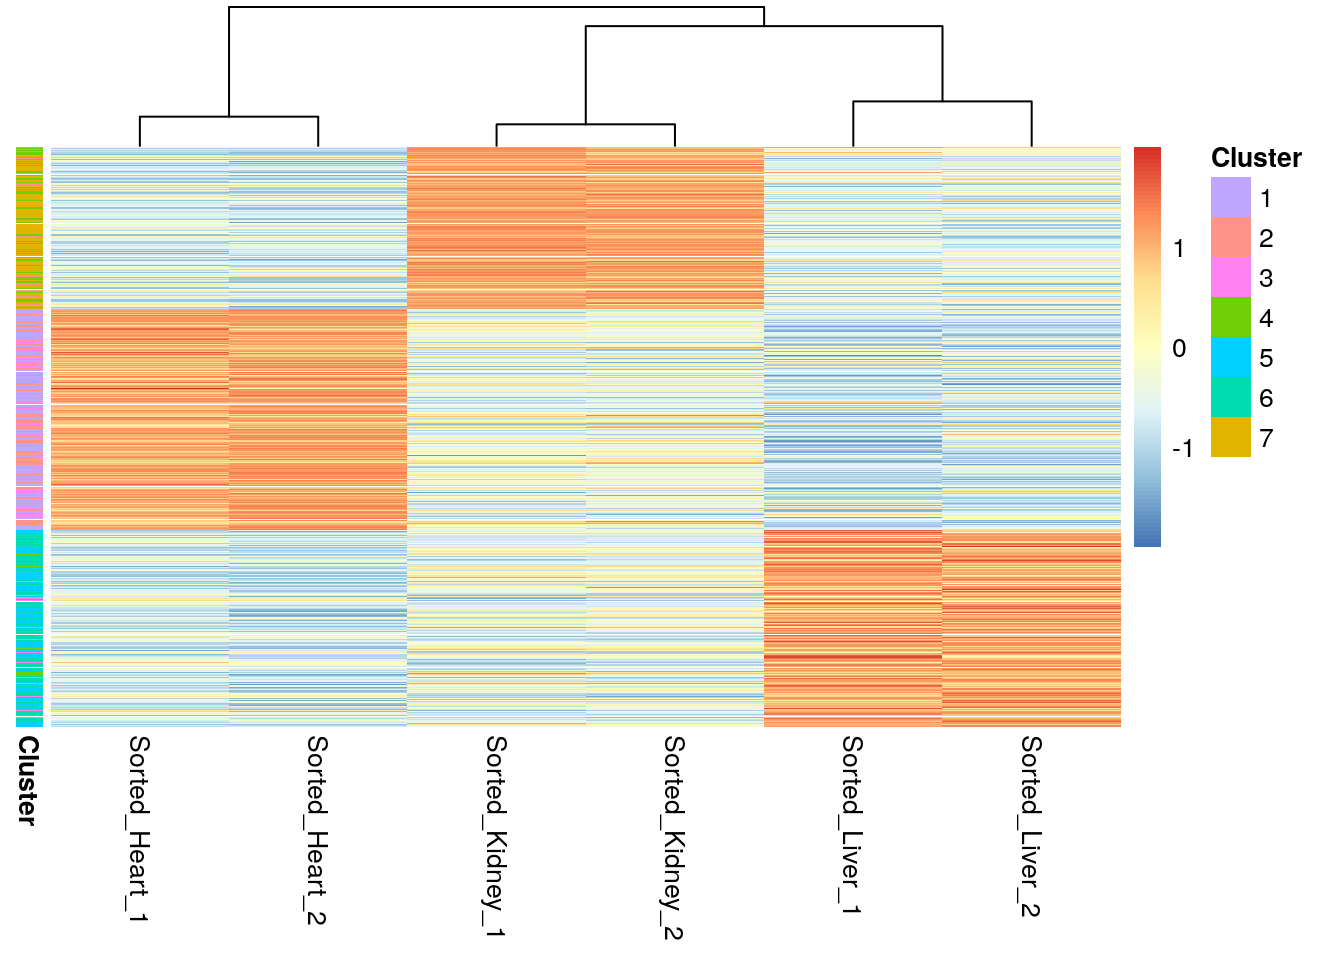 Cluster
1
2
3
4
5
6
7
1
0
-1
Cluster
Sorted_Heart_1
Sorted_Heart_2
Sorted_Kidney_1
Sorted_Kidney_2
Sorted_Liver_1
Sorted_Liver_2